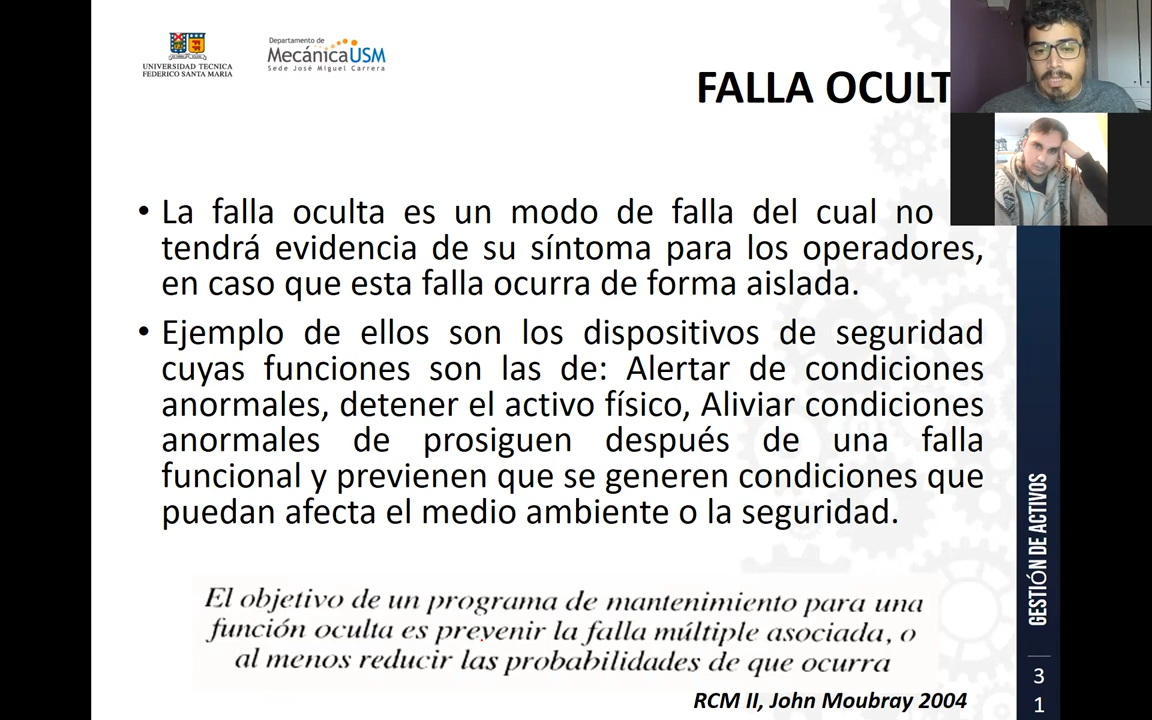 UNIVERSIDAD TECNICA
FEDERICO SANTA MARIA
Departamento de
MecánicaUSM
Sede José Miguel Carrera
FALLA OCULT
• La falla oculta es un modo de falla del cual no
tendrá evidencia de su síntoma para los operadores,
en caso que esta falla ocurra de forma aislada.
• Ejemplo de ellos son los dispositivos de seguridad
cuyas funciones son las de: Alertar de condiciones
anormales, detener el activo físico, Aliviar condiciones
anormales de prosiguen después de una falla
funcional y previenen que se generen condiciones que
puedan afecta el medio ambiente o la seguridad.
El objetivo de un programa de mantenimiento para una
función oculta es prevenir la falla múltiple asociada, o
al menos reducir las probabilidades de que ocurra
RCM II, John Moubray 2004
GESTIÓN DE ACTIVOS
3
1